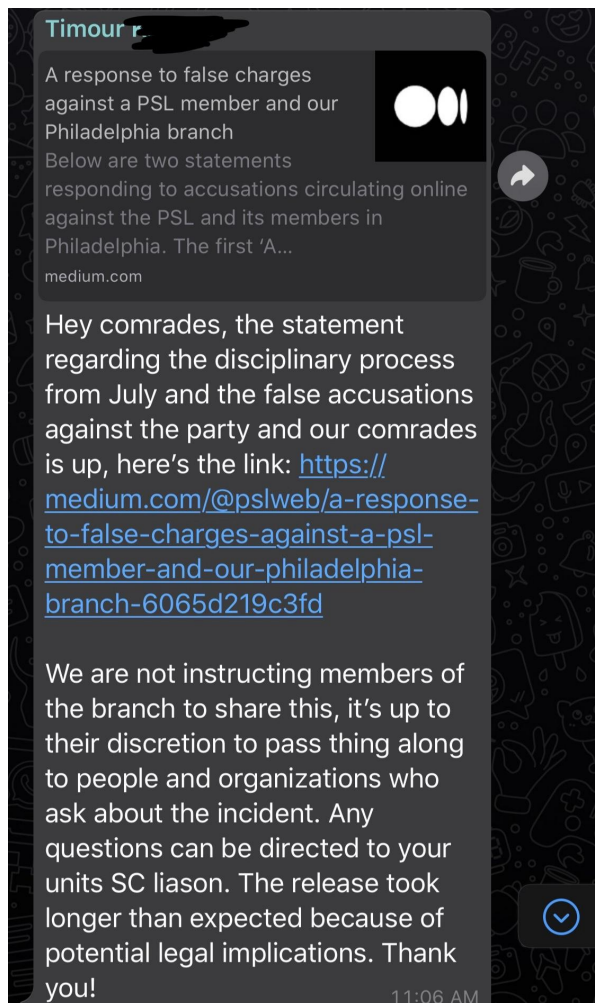 Timour
A response to false charges
against a PSL member and our
Philadelphia branch
Below are two statements
responding to accusations circulating online
against the PSL and its members in
Philadelphia. The first ‘A...
medium.com
Hey comrades, the statement
regarding the disciplinary process
from July and the false accusations
against the party and our comrades
is up, here’s the link: https://
medium.com/@pslweb/a-response-
to-false-charges-against-a-psl-
member-and-our-philadelphia-
branch-6065d219c3fd
We are not instructing members of
the branch to share this, it’s up to
their discretion to pass thing along
to people and organizations who
ask about the incident. Any
questions can be directed to your
units SC liason. The release took
longer than expected because of
potential legal implications. Thank
you!
11:06 AM